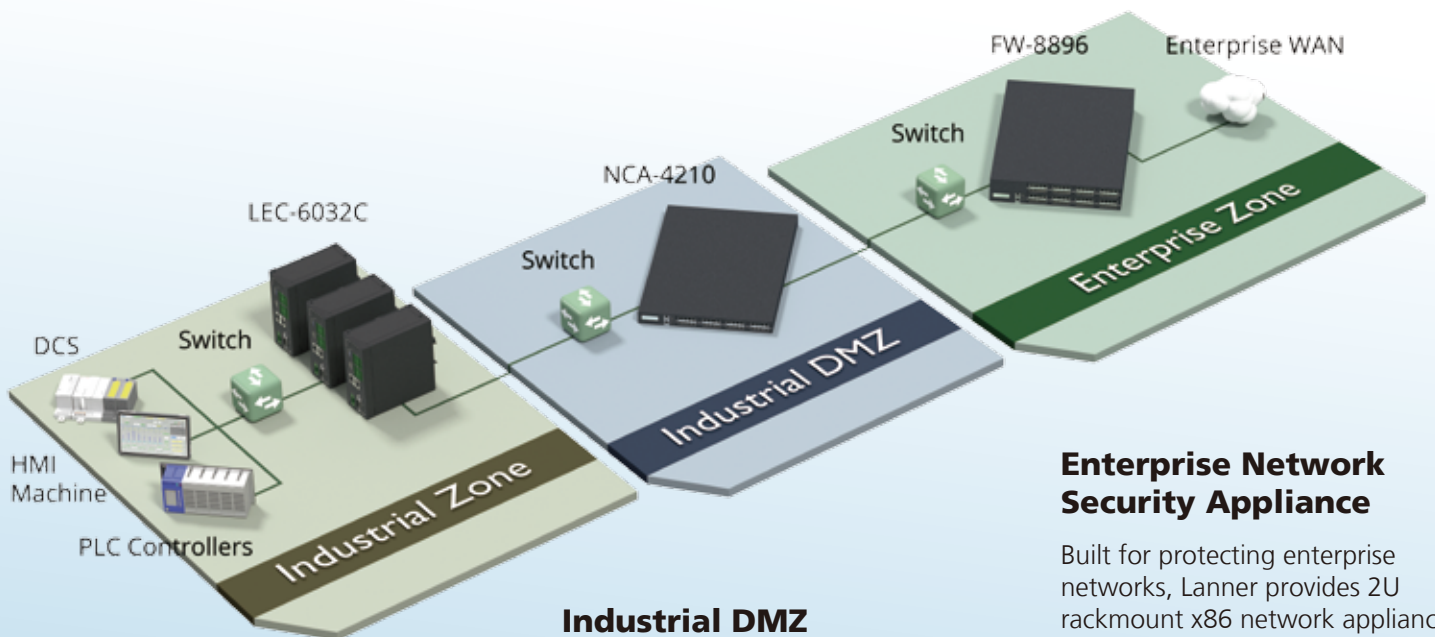 FW-8896
Enterprise WAN
Switch
Enterprise Zone
NCA-4210
Switch
Industrial DMZ
LEC-6032C
Switch
DCS
HMI
Machine
PLC Controllers
Industrial Zone
Industrial DMZ
Enterprise Network
Security Appliance
Built for protecting enterprise
networks, Lanner provides 2U
rackmount x86 network